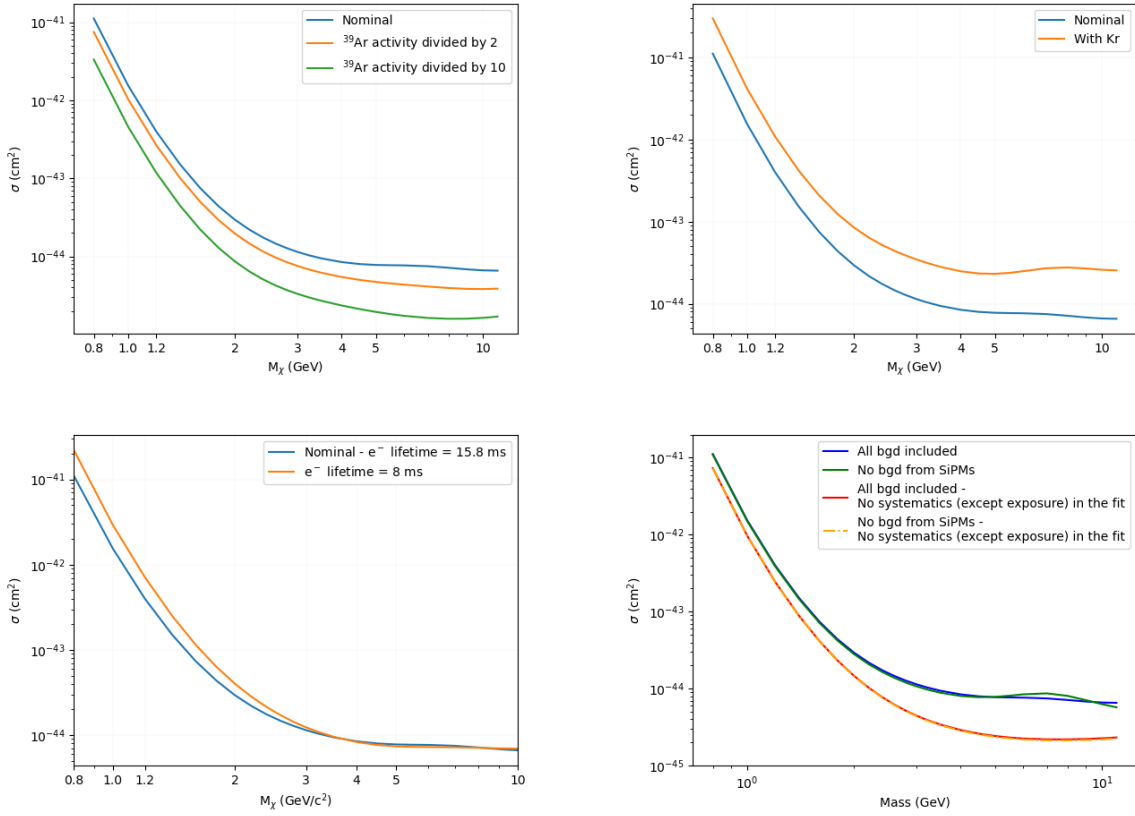 Nominal
³⁹Ar activity divided by 2
³⁹Ar activity divided by 10
10⁻⁴¹
10⁻⁴²
10⁻⁴³
10⁻⁴⁴
σ (cm²)
0.8 1.0 1.2 2 3 4 5 10
Mχ (GeV)
Nominal
With Kr
10⁻⁴¹
10⁻⁴²
10⁻⁴³
10⁻⁴⁴
σ (cm²)
0.8 1.0 1.2 2 3 4 5 10
Mχ (GeV)
Nominal - e⁻ lifetime = 15.8 ms
e⁻ lifetime = 8 ms
10⁻⁴¹
10⁻⁴²
10⁻⁴³
10⁻⁴⁴
σ (cm²)
0.8 1.0 1.2 2 3 4 5 10
Mχ (GeV/c²)
All bgd included
No bgd from SiPMs
All bgd included -
No systematics (except exposure) in the fit
No bgd from SiPMs -
No systematics (except exposure) in the fit
10⁻⁴¹
10⁻⁴²
10⁻⁴³
10⁻⁴⁴
10⁻⁴⁵
σ (cm²)
10⁰ 10¹
Mass (GeV)